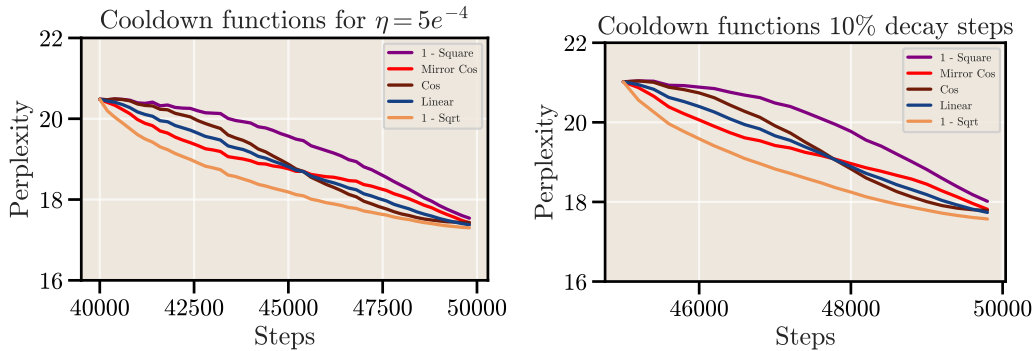 Cooldown functions for η = 5e⁻⁴
22
20
18
16
Perplexity
1 - Square
Mirror Cos
Cos
Linear
1 - Sqrt
40000
42500
45000
47500
50000
Steps
Cooldown functions 10% decay steps
22
20
18
16
Perplexity
1 - Square
Mirror Cos
Cos
Linear
1 - Sqrt
46000
48000
50000
Steps